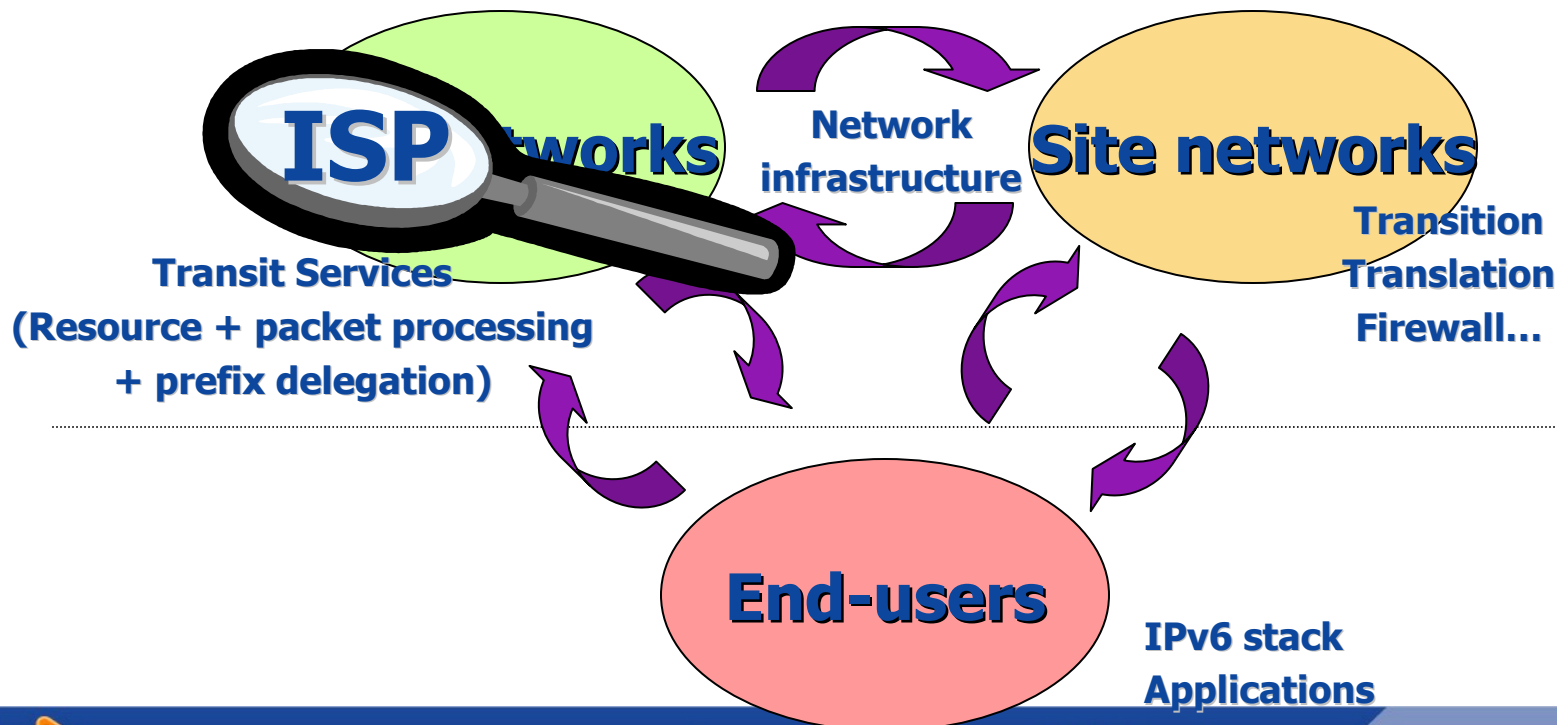 ISP
tworks
Network
infrastructure
Site networks
Transition
Translation
Firewall...
Transit Services
(Resource + packet processing
+ prefix delegation)
End-users
IPv6 stack
Applications